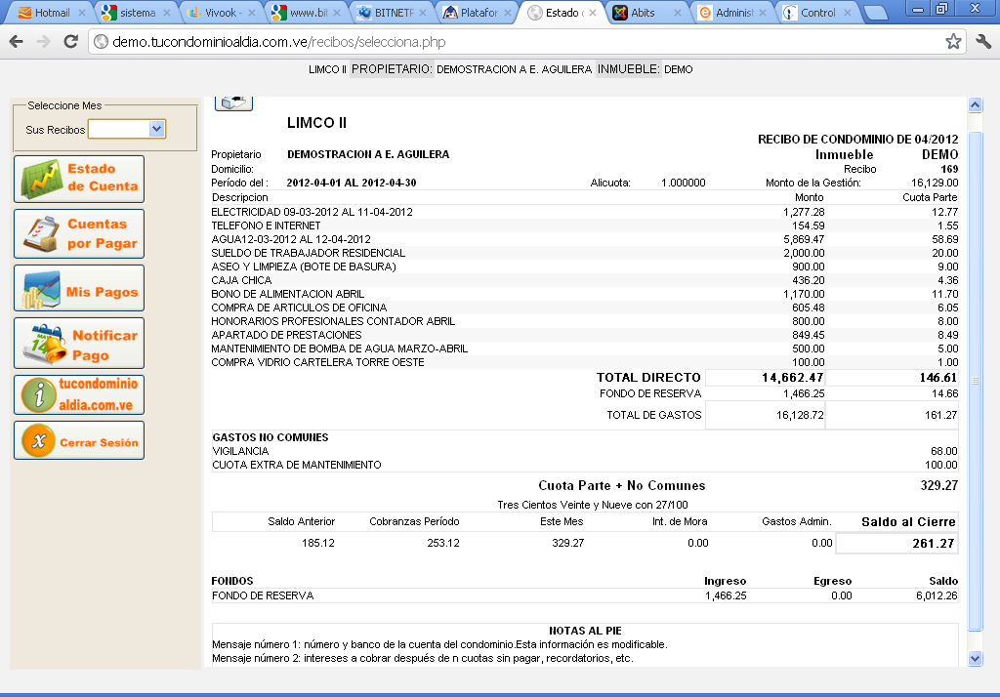 Hotmail
sistema
Vivook -
www.bit
BITNETP
Platafor
Estado
Abits
Adminis
Control
demo.tucondominioaldia.com.ve/recibos/selecciona.php
LIMCO II PROPIETARIO: DEMOSTRACION A E. AGUILERA INMUEBLE: DEMO
Seleccione Mes
Sus Recibos
Estado
de Cuenta
Cuentas
por Pagar
Mis Pagos
Notificar
Pago
tucondominio
aldia.com.ve
Cerrar Sesión
LIMCO II
RECIBO DE CONDOMINIO DE 04/2012
Propietario DEMOSTRACION A E. AGUILERA Inmueble DEMO
Domicilio: Recibo 169
Período del : 2012-04-01 AL 2012-04-30 Alicuota: 1.000000 Monto de la Gestión: 16,129.00
Descripcion Monto Cuota Parte
ELECTRICIDAD 09-03-2012 AL 11-04-2012 1,277.28 12.77
TELEFONO E INTERNET 154.59 1.55
AGUA12-03-2012 AL 12-04-2012 5,869.47 58.69
SUELDO DE TRABAJADOR RESIDENCIAL 2,000.00 20.00
ASEO Y LIMPIEZA (BOTE DE BASURA) 900.00 9.00
CAJA CHICA 436.20 4.36
BONO DE ALIMENTACION ABRIL 1,170.00 11.70
COMPRA DE ARTICULOS DE OFICINA 605.48 6.05
HONORARIOS PROFESIONALES CONTADOR ABRIL 800.00 8.00
APARTADO DE PRESTACIONES 849.45 8.49
MANTENIMIENTO DE BOMBA DE AGUA MARZO-ABRIL 500.00 5.00
COMPRA VIDRIO CARTELERA TORRE OESTE 100.00 1.00
TOTAL DIRECTO 14,662.47 146.61
FONDO DE RESERVA 1,466.25 14.66
TOTAL DE GASTOS 16,128.72 161.27
GASTOS NO COMUNES
VIGILANCIA 68.00
CUOTA EXTRA DE MANTENIMIENTO 100.00
Cuota Parte + No Comunes 329.27
Tres Cientos Veinte y Nueve con 27/100
Saldo Anterior Cobranzas Período Este Mes Int. de Mora Gastos Admin. Saldo al Cierre
185.12 253.12 329.27 0.00 0.00 261.27
FONDOS Ingreso Egreso Saldo
FONDO DE RESERVA 1,466.25 0.00 6,012.26
NOTAS AL PIE
Mensaje número 1: número y banco de la cuenta del condominio.Esta información es modificable.
Mensaje número 2: intereses a cobrar después de n cuotas sin pagar, recordatorios, etc.